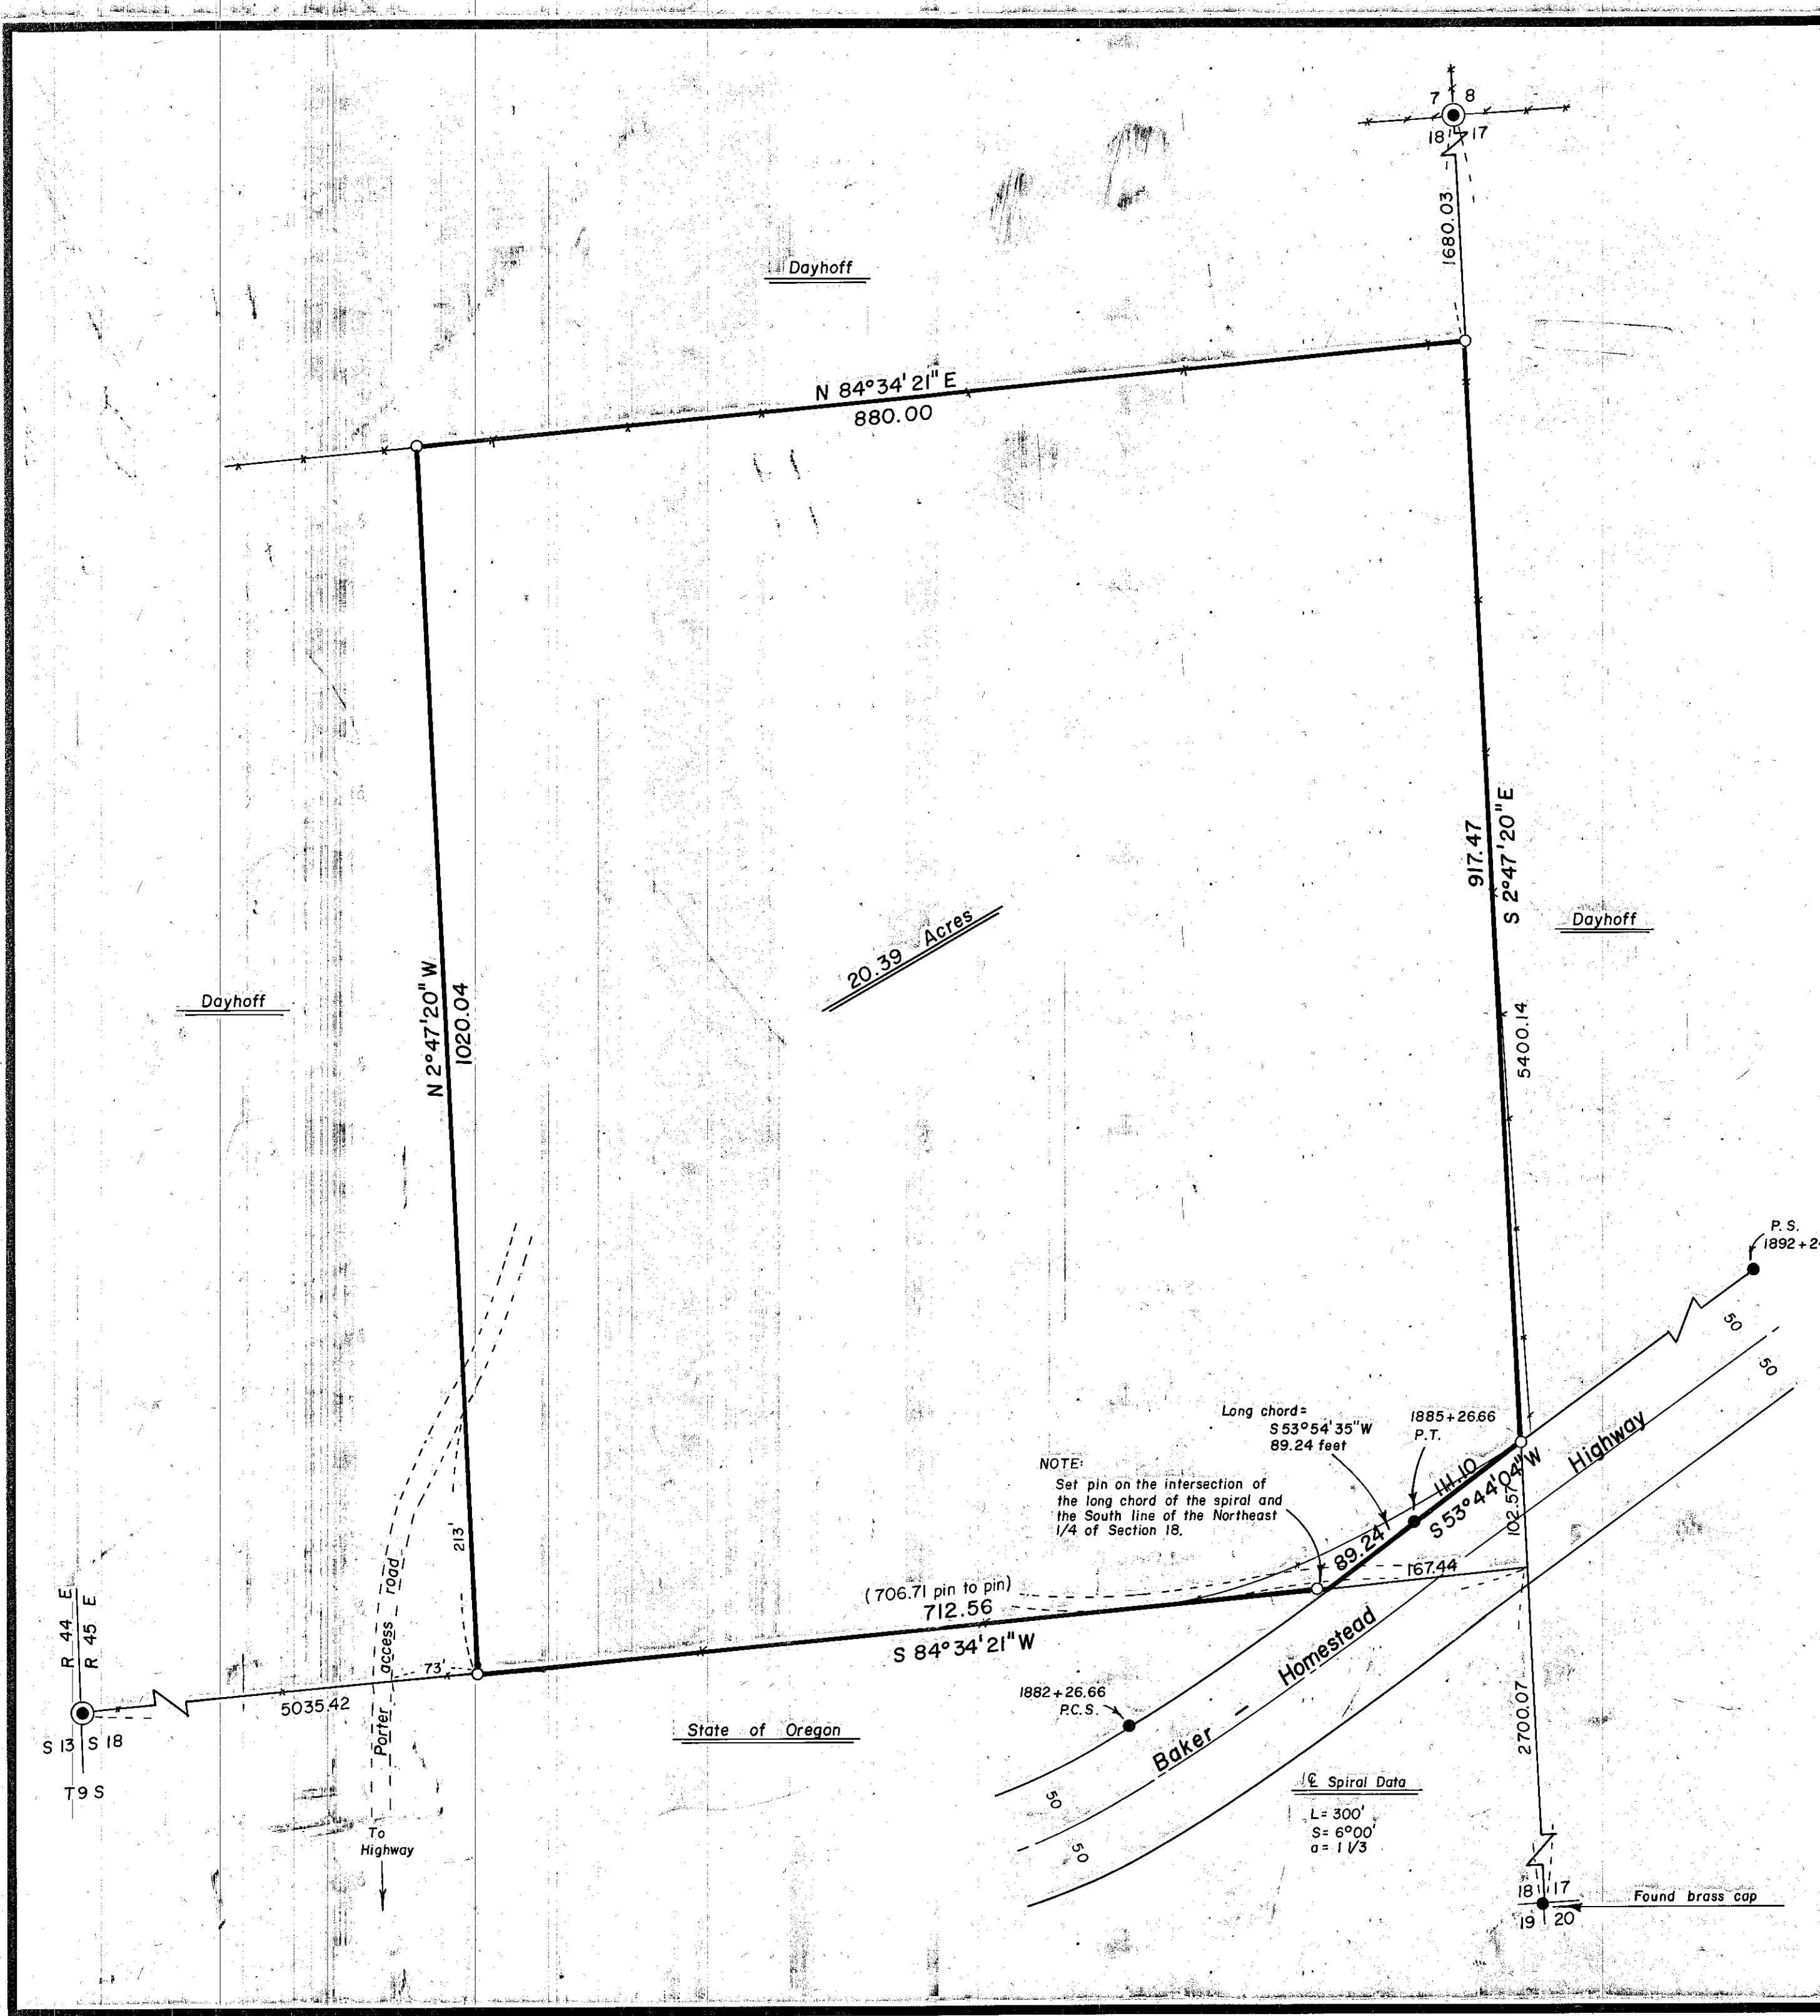 7 8
18 17
1680.03
Dayhoff
N 84°34'21" E
880.00
917.47
S 2°47'20" E
Dayhoff
5400.14
20.39 Acres
Dayhoff
N 2°47'20" W
1020.04
P.S.
50
50
Long chord =
S 53°54'35" W
89.24 feet
1885+26.66
P.T.
NOTE:
Set pin on the intersection of
the long chord of the spiral and
the South line of the Northeast
1/4 of Section 18.
111.10
S 53°44'04" W
89.24
102.57
167.44
Baker - Homestead Highway
213'
(706.71 pin to pin)
712.56
S 84°34'21" W
73'
R 44 E
R 45 E
5035.42
S 13 S 18
T 9 S
Porter access road
To
Highway
State of Oregon
1882+26.66
P.C.S.
50
50
℄ Spiral Data
L = 300'
S = 6°00'
a = 1 1/3
2700.07
18 17
19 20
Found brass cap